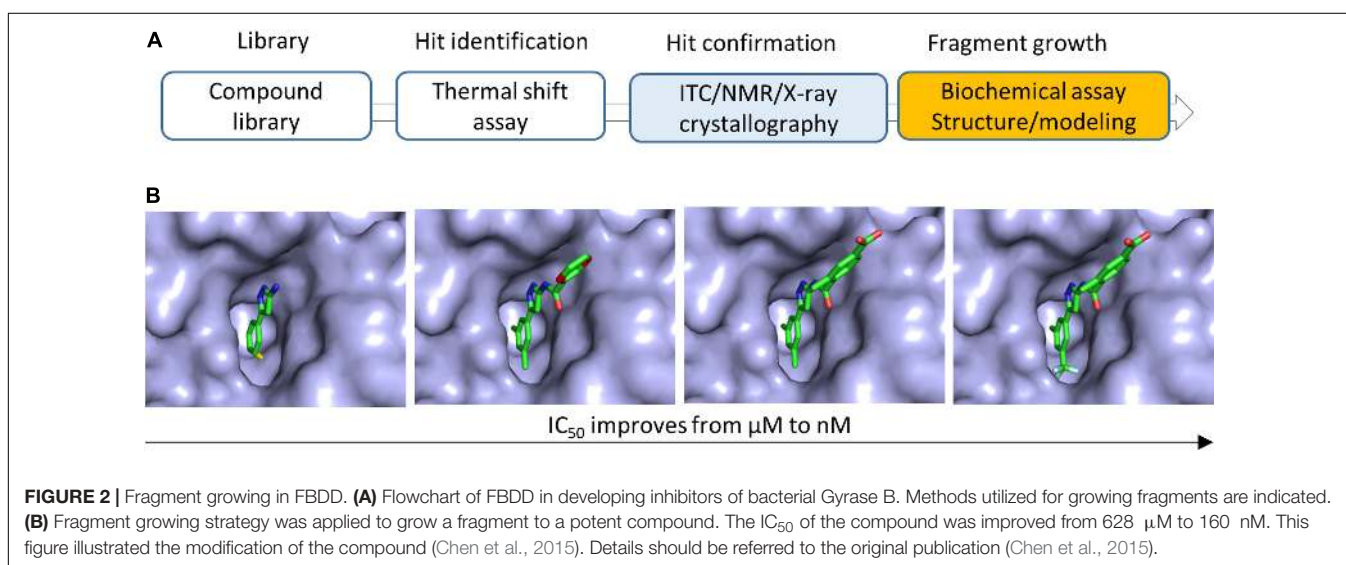 A
Library Hit identification Hit confirmation Fragment growth
Compound library
Thermal shift assay
ITC/NMR/X-ray crystallography
Biochemical assay Structure/modeling
B
IC50 improves from µM to nM
FIGURE 2 | Fragment growing in FBDD. (A) Flowchart of FBDD in developing inhibitors of bacterial Gyrase B. Methods utilized for growing fragments are indicated.
(B) Fragment growing strategy was applied to grow a fragment to a potent compound. The IC50 of the compound was improved from 628 µM to 160 nM. This
figure illustrated the modification of the compound (Chen et al., 2015). Details should be referred to the original publication (Chen et al., 2015).